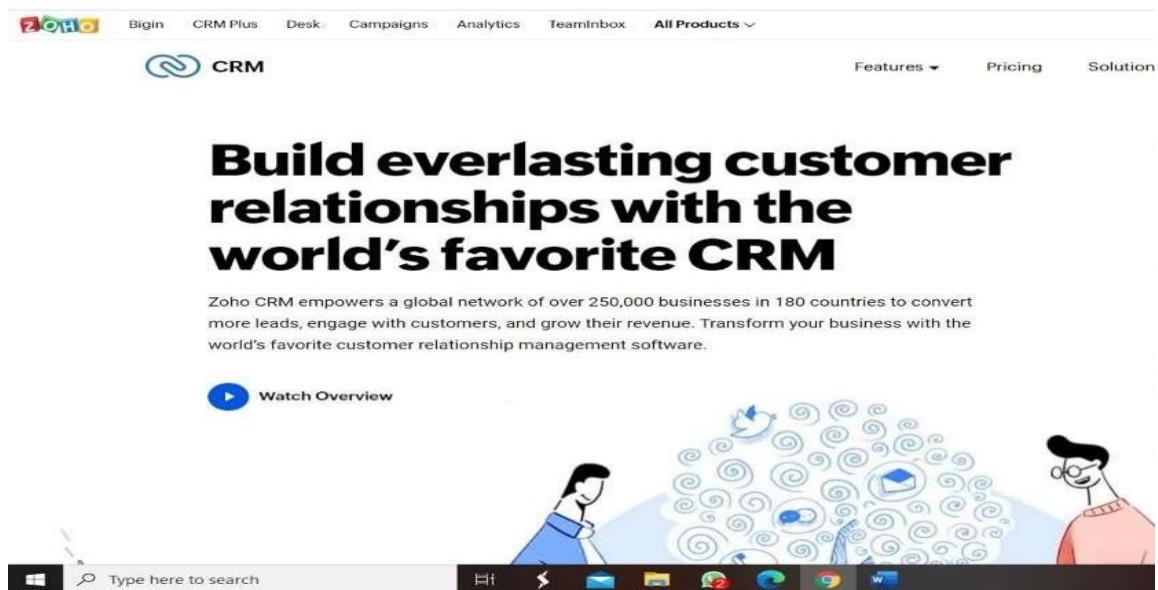 ZOHO Bigin CRM Plus Desk Campaigns Analytics TeamInbox All Products
CRM Features Pricing Solution
Build everlasting customer
relationships with the
world's favorite CRM
Zoho CRM empowers a global network of over 250,000 businesses in 180 countries to convert
more leads, engage with customers, and grow their revenue. Transform your business with the
world's favorite customer relationship management software.
Watch Overview
Type here to search 2 W